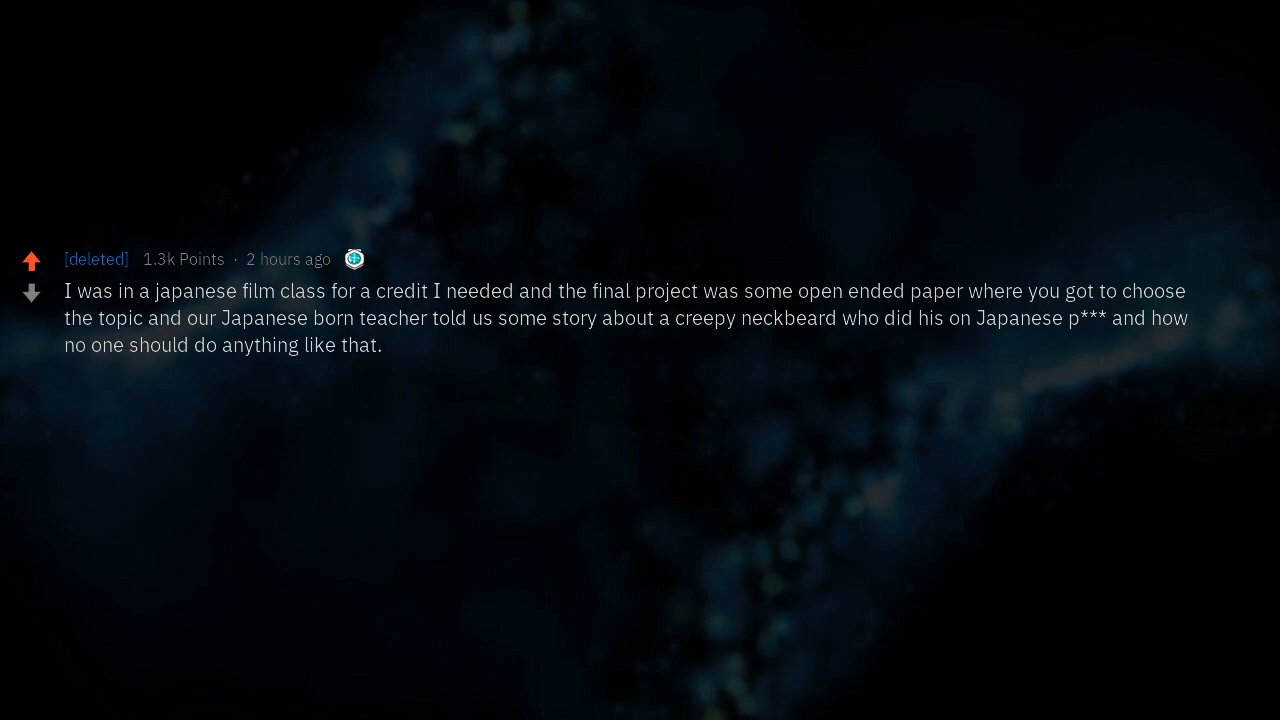 [deleted] 1.3k Points · 2 hours ago
I was in a japanese film class for a credit I needed and the final project was some open ended paper where you got to choose
the topic and our Japanese born teacher told us some story about a creepy neckbeard who did his on Japanese p*** and how
no one should do anything like that.